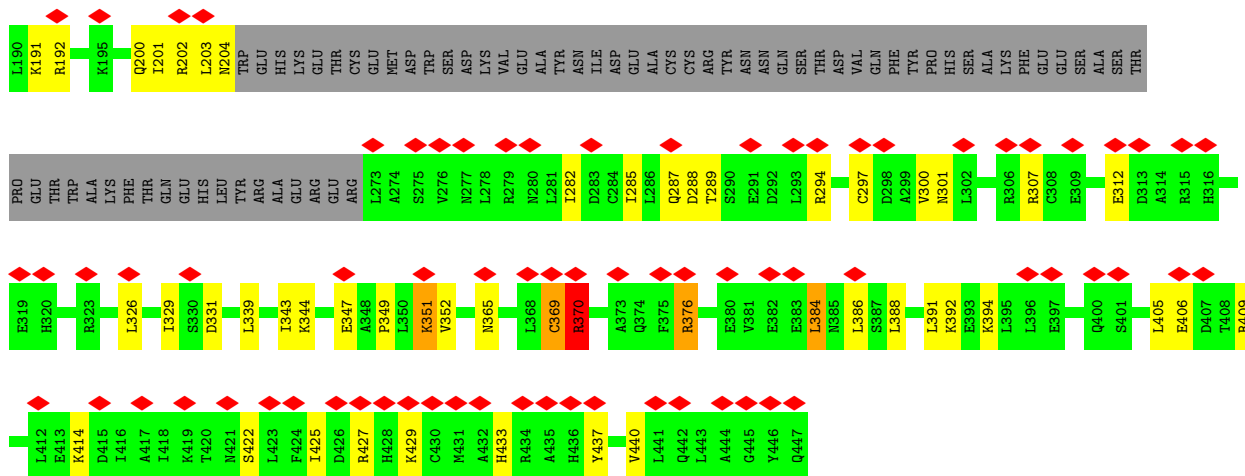 L190 K191 R192 K195 Q200 I201 R202 L203 N204 TRP GLU HIS LYS GLU THR CYS GLU MET ASP TRP SER ASP LYS VAL GLU ALA TYR ASN ILE ASP GLU ALA CYS CYS ARG TYR ASN ASN GLN SER THR ASP VAL GLN PHE TYR PRO HIS SER ALA LYS PHE GLU GLU SER ALA SER THR
PRO GLU THR TRP ALA LYS PHE THR GLN GLU HIS LEU TYR ARG ALA GLU ARG GLU ARG L273 A274 S275 V276 N277 L278 R279 N280 L281 I282 D283 C284 I285 L286 Q287 D288 T289 S290 E291 D292 L293 R294 C297 D298 A299 V300 N301 L302 R306 R307 C308 E309 E312 D313 A314 R315 H316
E319 H320 R323 L326 I329 S330 D331 L339 I343 K344 E347 A348 P349 L350 K351 V352 N365 L368 C369 R370 A373 Q374 F375 R376 E380 V381 E382 E383 L384 N385 L386 S387 L388 L391 K392 E393 K394 L395 L396 E397 Q400 S401 L405 E406 D407 T408 R409
L412 E413 K414 D415 I416 A417 I418 K419 T420 N421 S422 L423 F424 I425 D426 R427 H428 K429 C430 M431 A432 H433 R434 A435 H436 Y437 V440 L441 Q442 L443 A444 G445 Y446 Q447